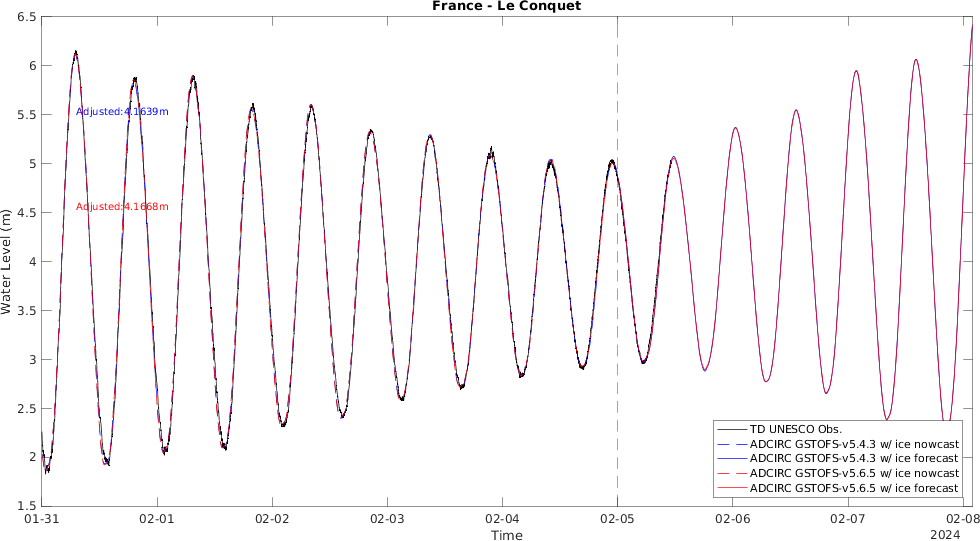 France - Le Conquet
6.5
6
5.5
5
4.5
4
3.5
3
2.5
2
1.5
Water Level (m)
Adjusted:4.1639m
Adjusted:4.1668m
TD UNESCO Obs.
ADCIRC GSTOFS-v5.4.3 w/ ice nowcast
ADCIRC GSTOFS-v5.4.3 w/ ice forecast
ADCIRC GSTOFS-v5.6.5 w/ ice nowcast
ADCIRC GSTOFS-v5.6.5 w/ ice forecast
01-31 02-01 02-02 02-03 02-04 02-05 02-06 02-07 02-08
Time
2024